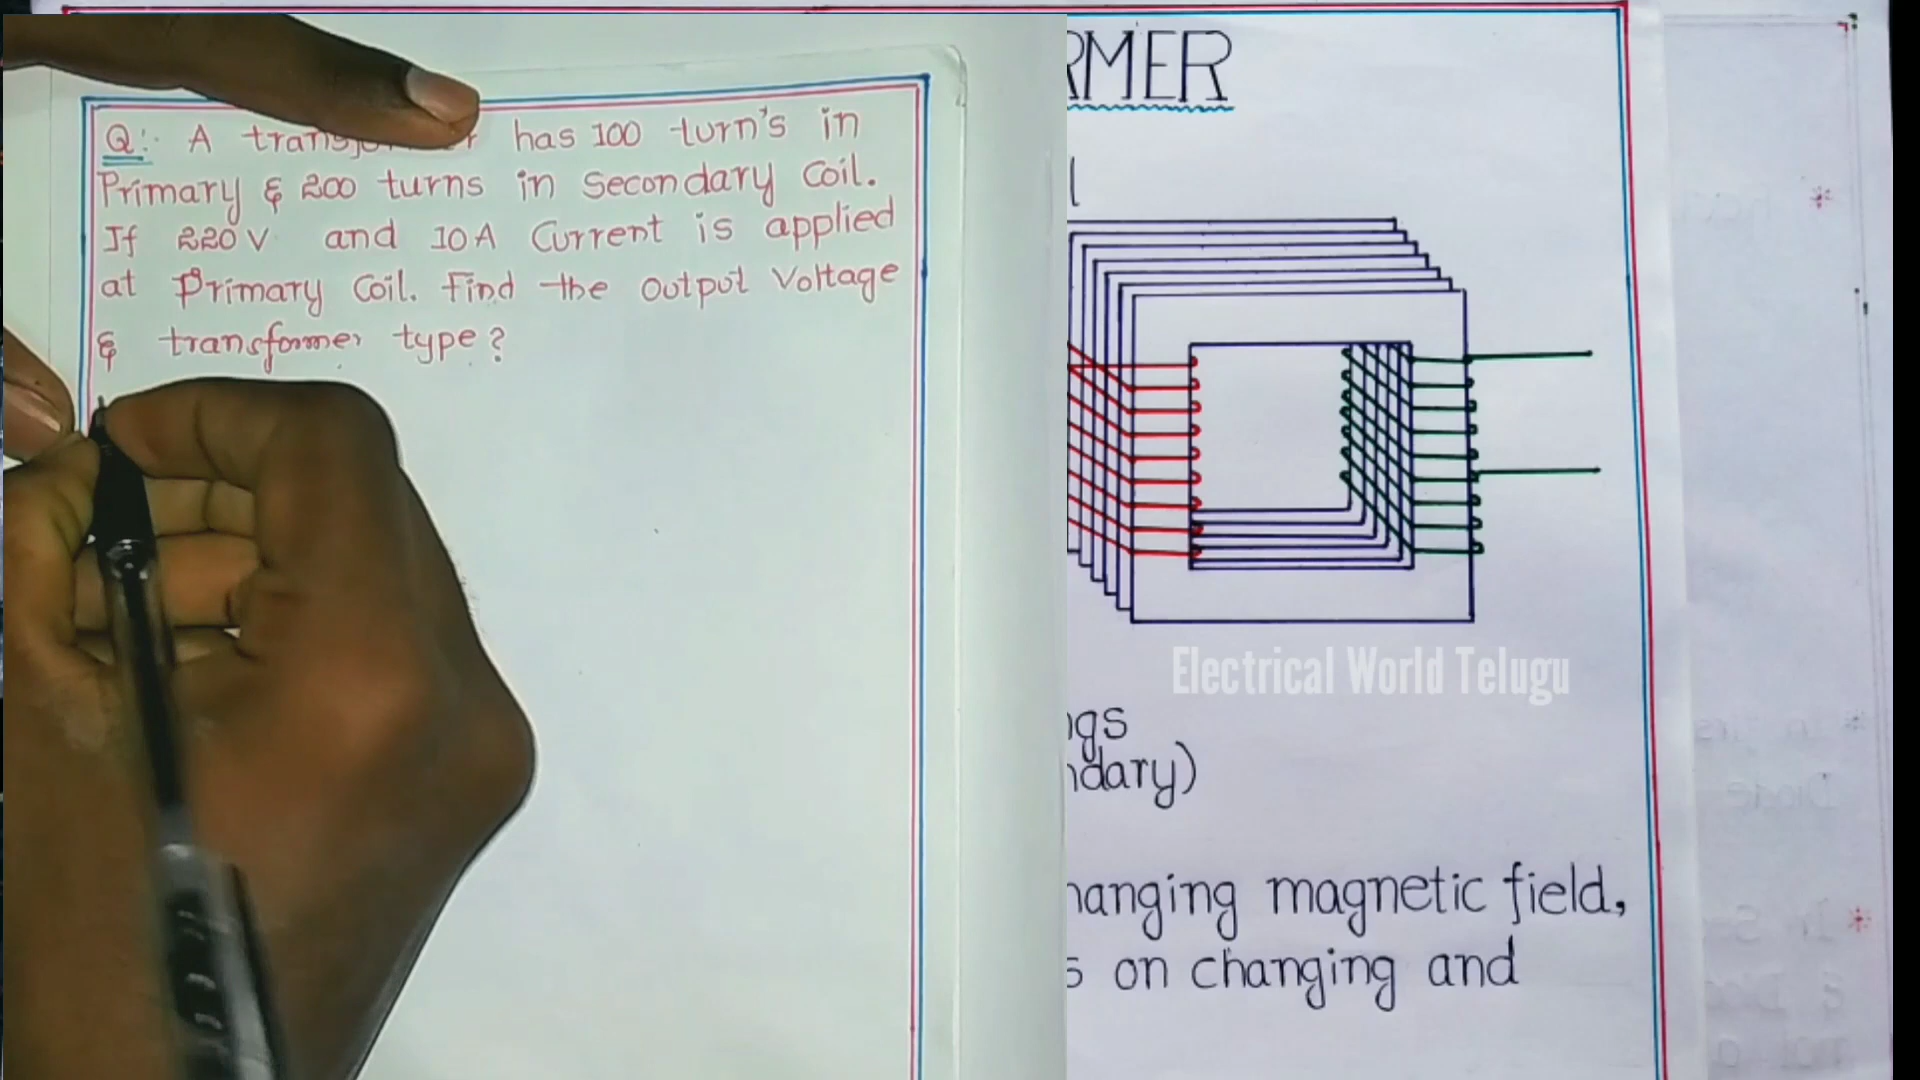 Q:- A has 100 turn's in
Primary & 200 turns in Secondary Coil.
If 220V and 10A Current is applied
at Primary Coil. Find the output Voltage
& transformer type?
RMER
Electrical World Telugu
ngs
ndary)
hanging magnetic field,
s on changing and